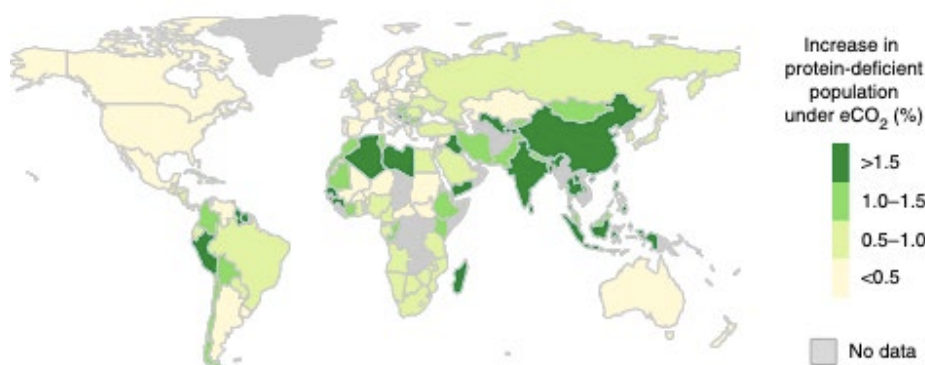 Increase in
protein-deficient
population
under eCO₂ (%)
>1.5
1.0–1.5
0.5–1.0
<0.5
No data